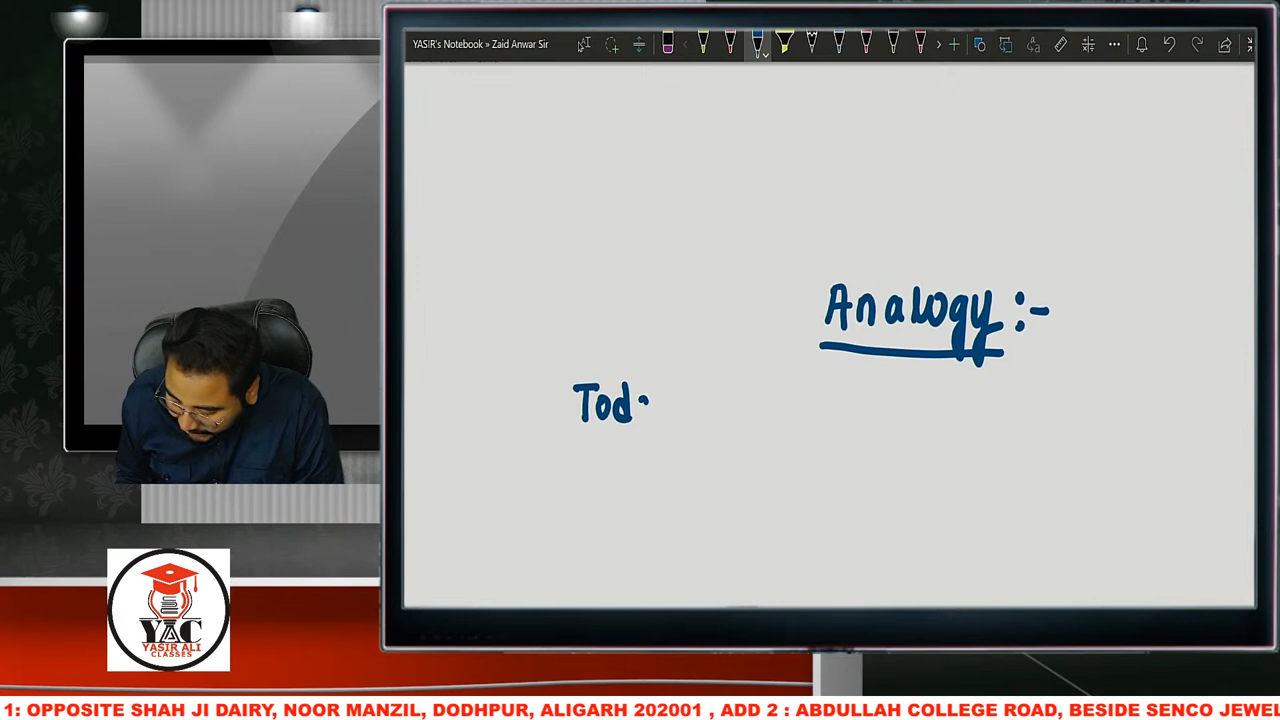 YASIR's Notebook » Zaid Anwar Sir
Analogy :-
Tod
YAC
YASIR ALI
CLASSES
1: OPPOSITE SHAH JI DAIRY, NOOR MANZIL, DODHPUR, ALIGARH 202001 , ADD 2 : ABDULLAH COLLEGE ROAD, BESIDE SENCO JEWEL